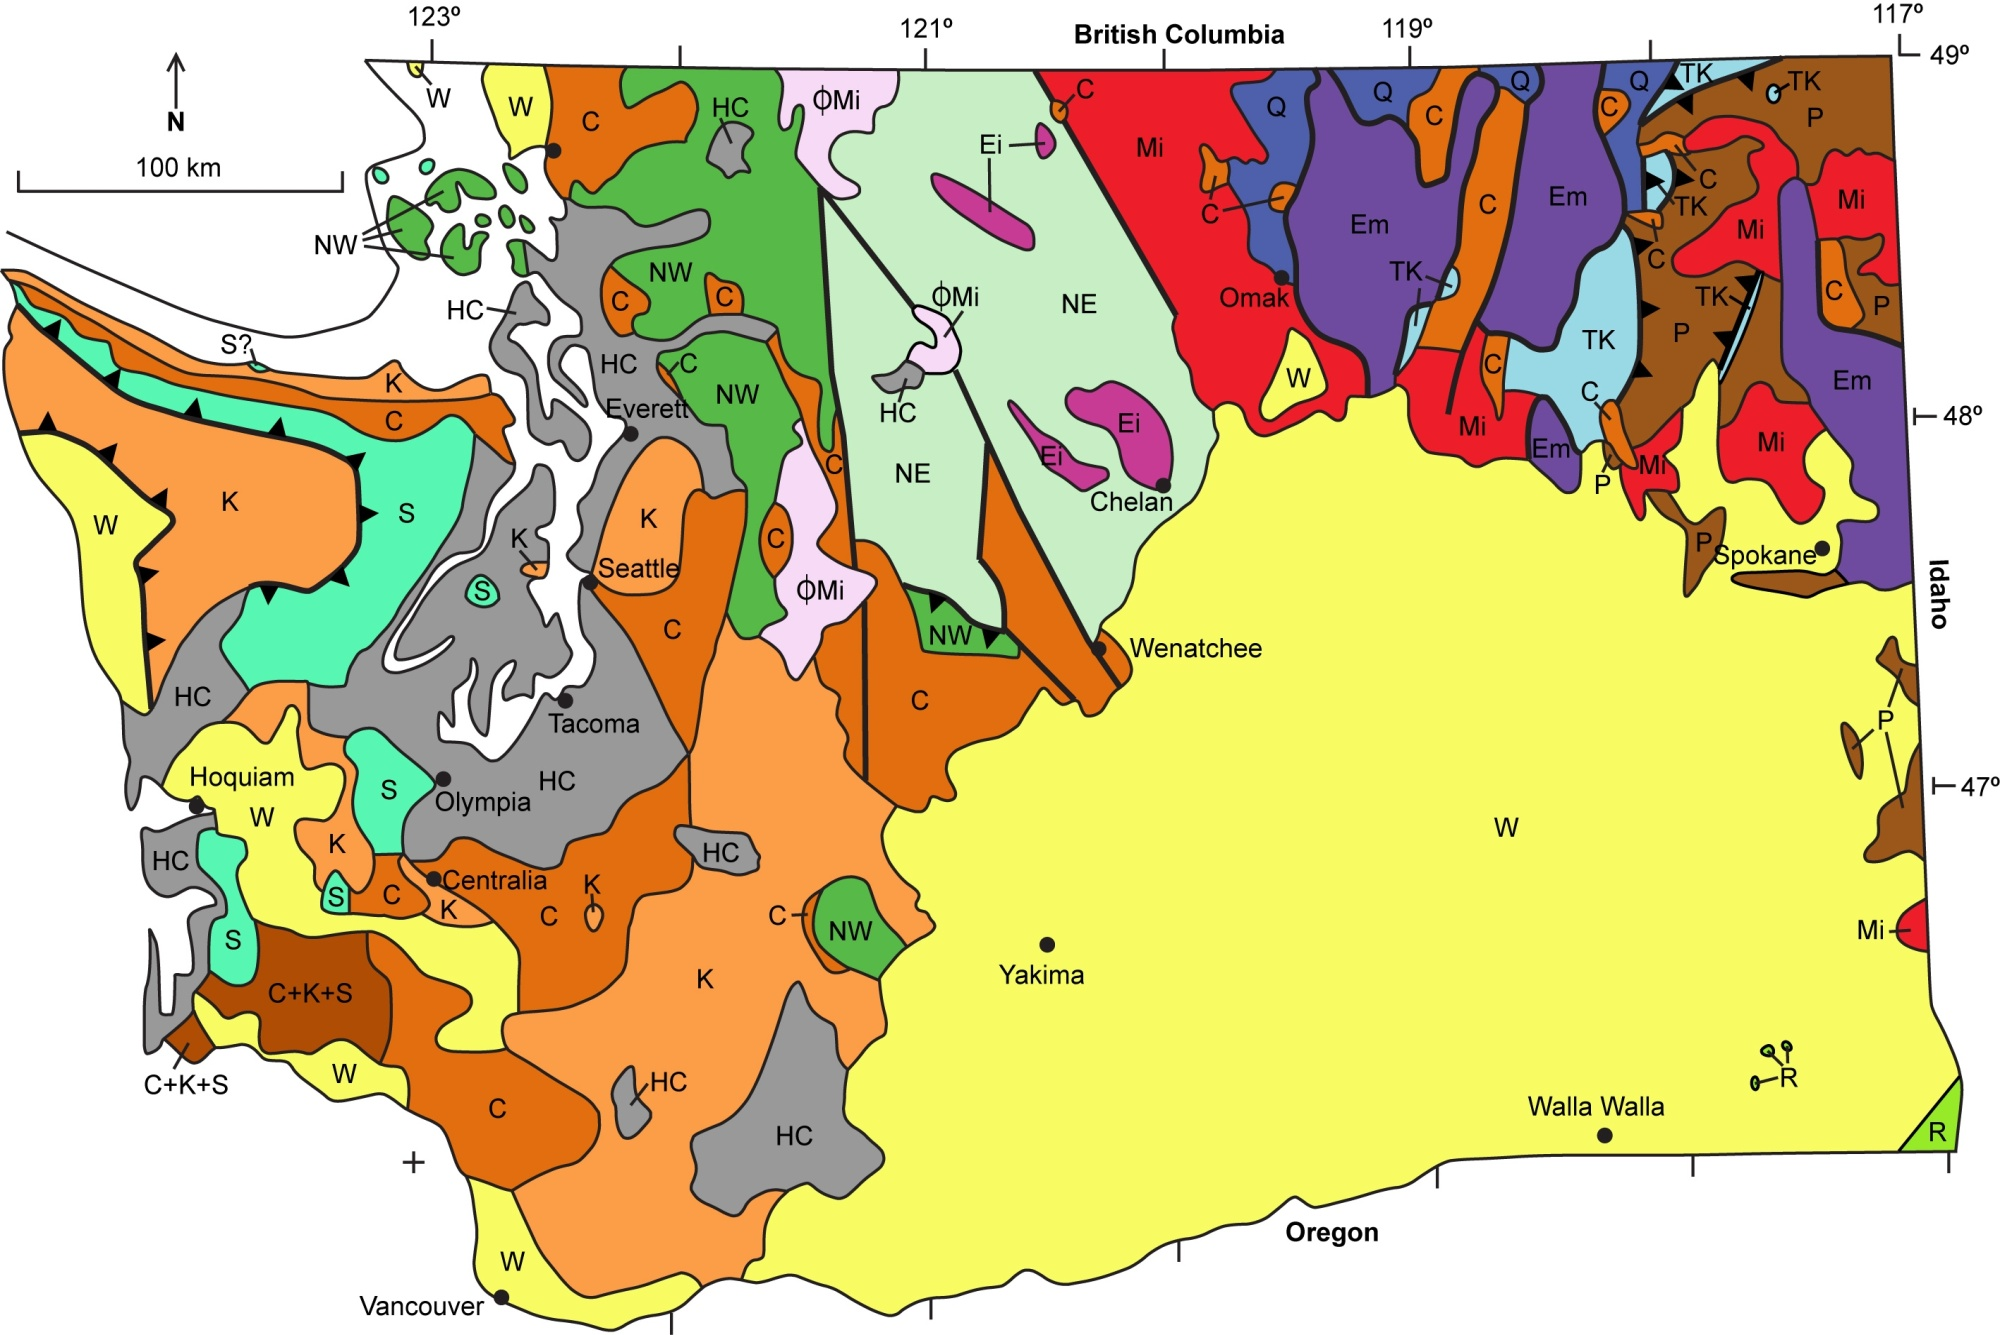 123º
121º
119º
117º
British Columbia
49º
N
100 km
W
W
C
HC
ϕMi
Ei
C
Mi
Q
Q
C
Q
Q
C
TK
TK
P
C
TK
C
C
Em
C
Em
Mi
Mi
NW
NW
C
C
HC
ϕMi
NE
Omak
TK
TK
TK
C
P
P
S?
K
C
HC
C
NW
HC
W
C
C
Em
Everett
48º
K
W
S
K
C
NE
Ei
Ei
Chelan
Mi
Em
P
Mi
Mi
K
S
Seattle
C
ϕMi
P
Spokane
Idaho
C
NW
Wenatchee
HC
Tacoma
C
P
Hoquiam
W
S
Olympia
HC
47º
W
HC
K
HC
S
C
Centralia
K
K
C
C
NW
Mi
S
Yakima
C+K+S
K
C+K+S
W
HC
R
C
HC
Walla Walla
R
Oregon
W
Vancouver